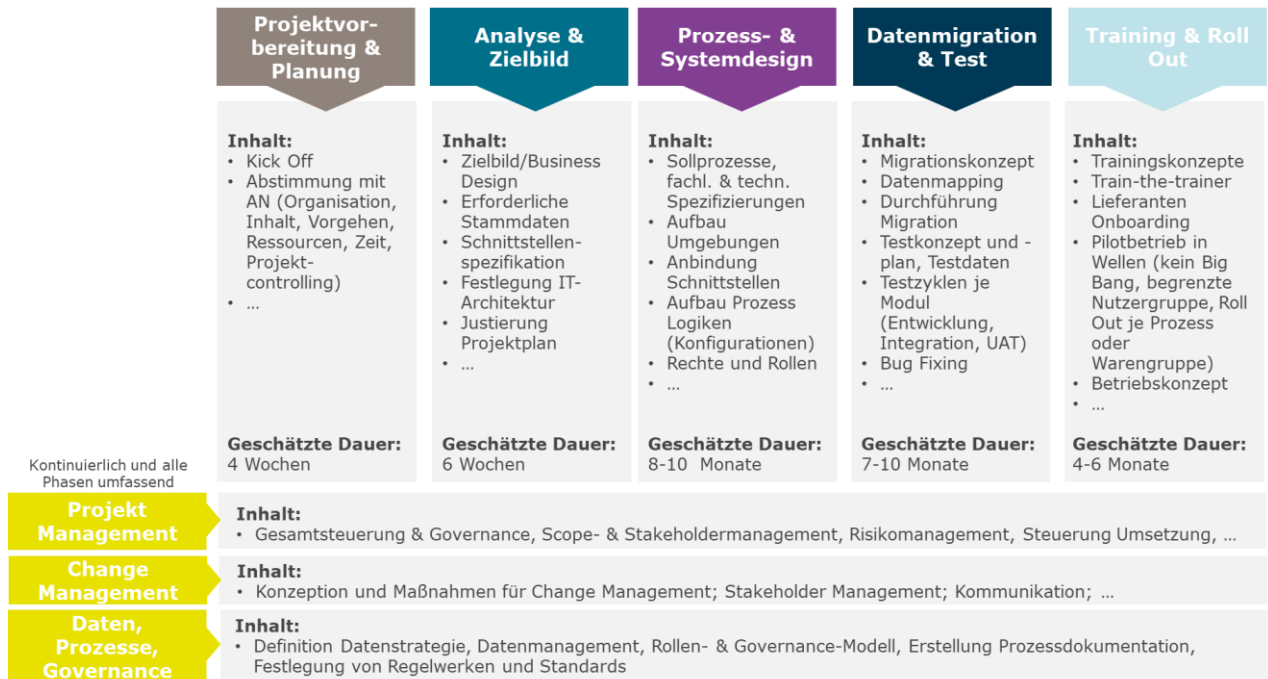 Projektvor-
bereitung &
Planung
Analyse &
Zielbild
Prozess- &
Systemdesign
Datenmigration
& Test
Training & Roll
Out
Inhalt:
• Kick Off
• Abstimmung mit
AN (Organisation,
Inhalt, Vorgehen,
Ressourcen, Zeit,
Projekt-
controlling)
• ...
Geschätzte Dauer:
4 Wochen
Inhalt:
• Zielbild/Business
Design
• Erforderliche
Stammdaten
• Schnittstellen-
spezifikation
• Festlegung IT-
Architektur
• Justierung
Projektplan
• ...
Geschätzte Dauer:
6 Wochen
Inhalt:
• Sollprozesse,
fachl. & techn.
Spezifizierungen
• Aufbau
Umgebungen
• Anbindung
Schnittstellen
• Aufbau Prozess
Logiken
(Konfigurationen)
• Rechte und Rollen
• ...
Geschätzte Dauer:
8-10 Monate
Inhalt:
• Migrationskonzept
• Datenmapping
• Durchführung
Migration
• Testkonzept und -
plan, Testdaten
• Testzyklen je
Modul
(Entwicklung,
Integration, UAT)
• Bug Fixing
• ...
Geschätzte Dauer:
7-10 Monate
Inhalt:
• Trainingskonzepte
• Train-the-trainer
• Lieferanten
Onboarding
• Pilotbetrieb in
Wellen (kein Big
Bang, begrenzte
Nutzergruppe, Roll
Out je Prozess
oder
Warengruppe)
• Betriebskonzept
• ...
Geschätzte Dauer:
4-6 Monate
Kontinuierlich und alle
Phasen umfassend
Projekt
Management
Inhalt:
• Gesamtsteuerung & Governance, Scope- & Stakeholdermanagement, Risikomanagement, Steuerung Umsetzung, ...
Change
Management
Inhalt:
• Konzeption und Maßnahmen für Change Management; Stakeholder Management; Kommunikation; ...
Daten,
Prozesse,
Governance
Inhalt:
• Definition Datenstrategie, Datenmanagement, Rollen- & Governance-Modell, Erstellung Prozessdokumentation,
Festlegung von Regelwerken und Standards